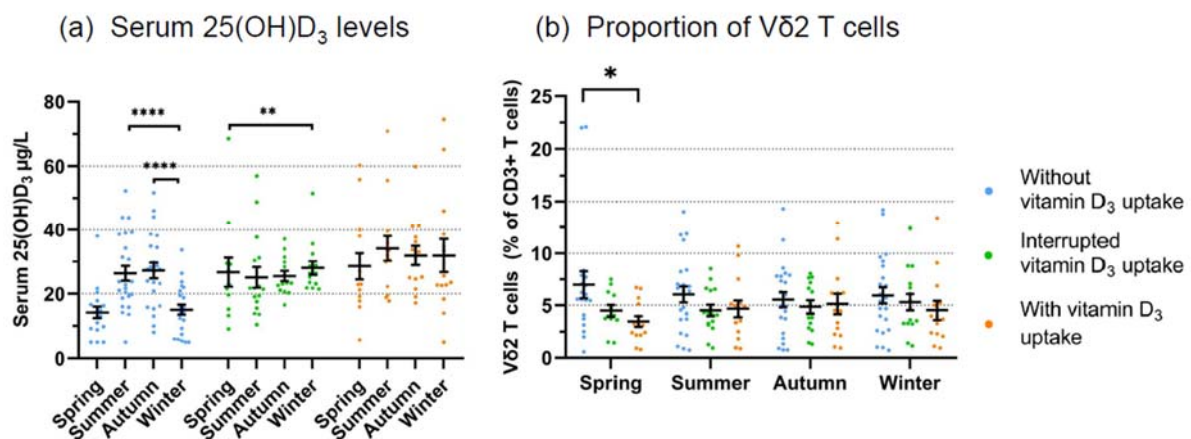 (a) Serum 25(OH)D₃ levels
Serum 25(OH)D₃ µg/L
80
60
40
20
0
****
****
**
Spring
Summer
Autumn
Winter
Spring
Summer
Autumn
Winter
Spring
Summer
Autumn
Winter
(b) Proportion of Vδ2 T cells
Vδ2 T cells (% of CD3+ T cells)
25
20
15
10
5
0
*
Spring
Summer
Autumn
Winter
Without
vitamin D₃ uptake
Interrupted
vitamin D₃ uptake
With vitamin D₃
uptake